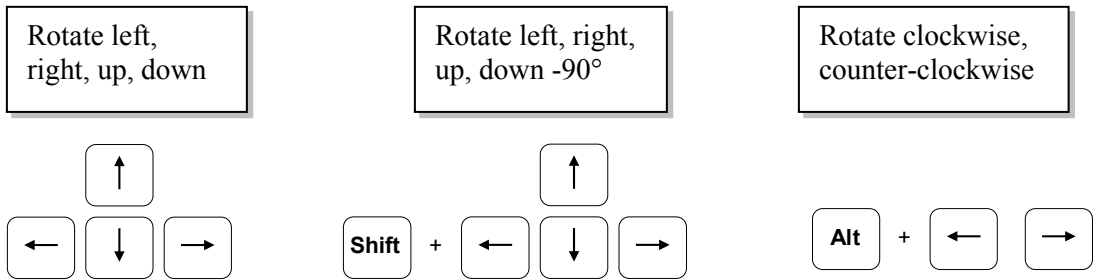 Rotate left,
right, up, down
Rotate left, right,
up, down -90°
Rotate clockwise,
counter-clockwise
↑
← ↓ →
↑
Shift + ← ↓ →
Alt + ← →